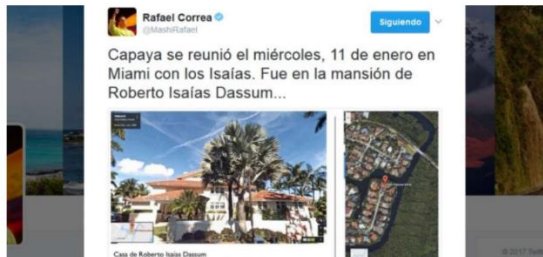 Rafael Correa
@MashiRafael
Siguiendo
Capaya se reunió el miércoles, 11 de enero en
Miami con los Isaías. Fue en la mansión de
Roberto Isaías Dassum...
Casa de Roberto Isaías Dassum
© 2017